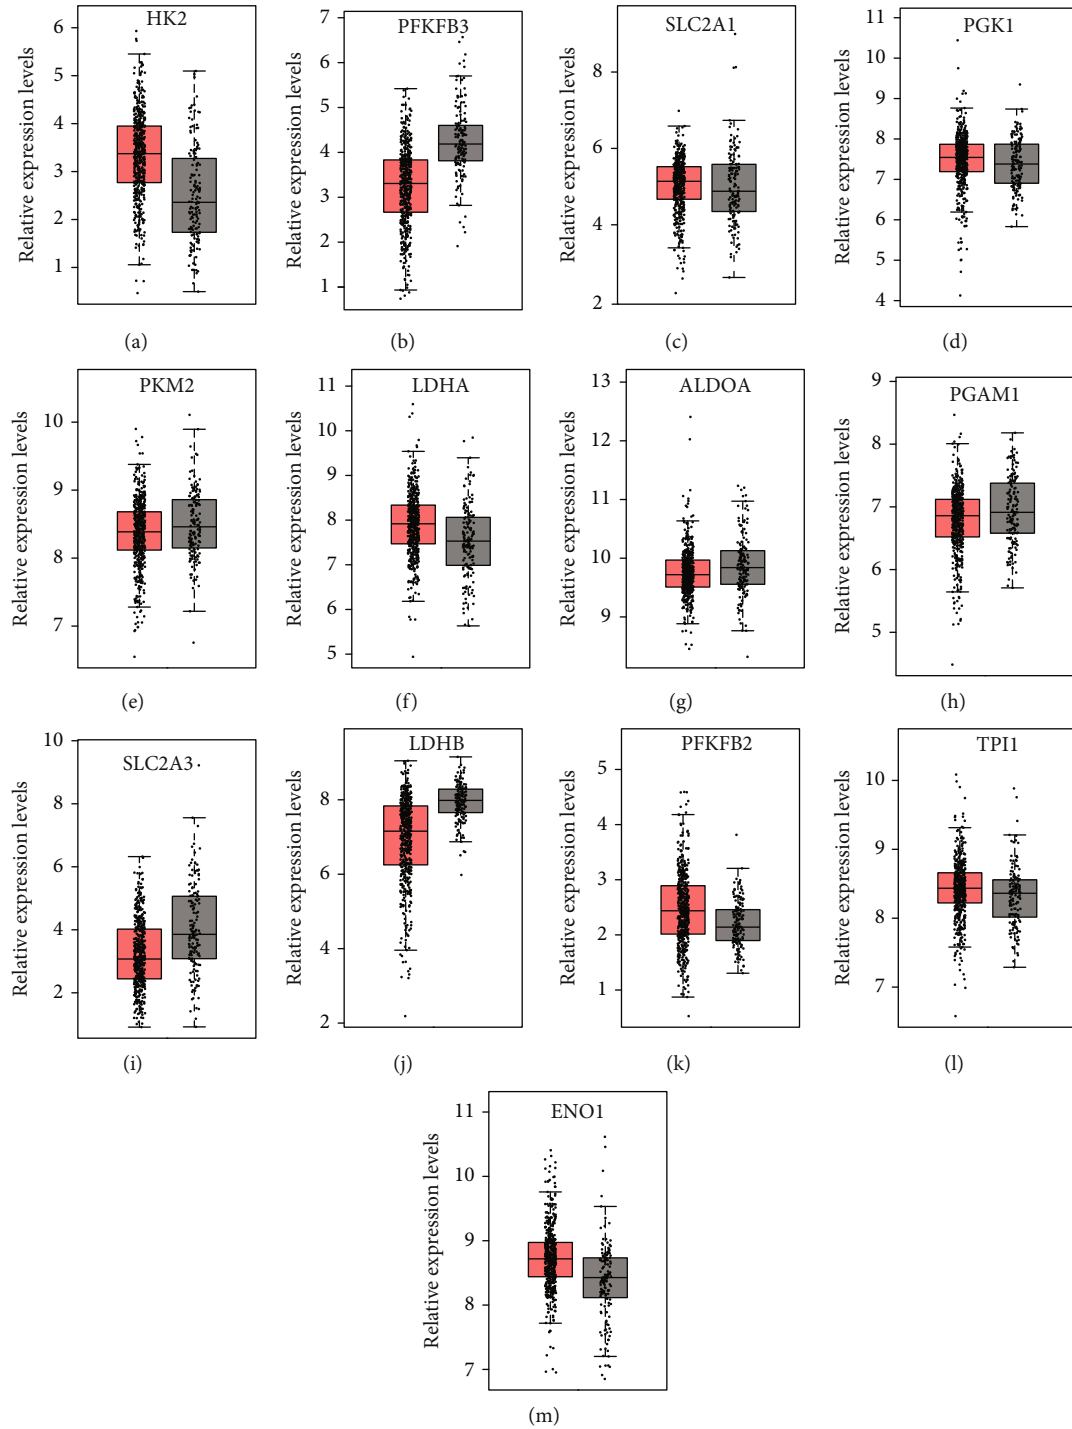 HK2
Relative expression levels
6
5
4
3
2
1
(a)
PFKFB3
Relative expression levels
7
6
5
4
3
2
1
(b)
SLC2A1
Relative expression levels
8
6
4
2
(c)
PGK1
Relative expression levels
11
10
9
8
7
6
5
4
(d)
PKM2
Relative expression levels
10
9
8
7
(e)
LDHA
Relative expression levels
11
10
9
8
7
6
5
(f)
ALDOA
Relative expression levels
13
12
11
10
9
(g)
PGAM1
Relative expression levels
9
8
7
6
5
(h)
SLC2A3
Relative expression levels
10
8
6
4
2
(i)
LDHB
Relative expression levels
8
6
4
2
(j)
PFKFB2
Relative expression levels
5
4
3
2
1
(k)
TPI1
Relative expression levels
10
9
8
7
(l)
ENO1
Relative expression levels
11
10
9
8
7
(m)